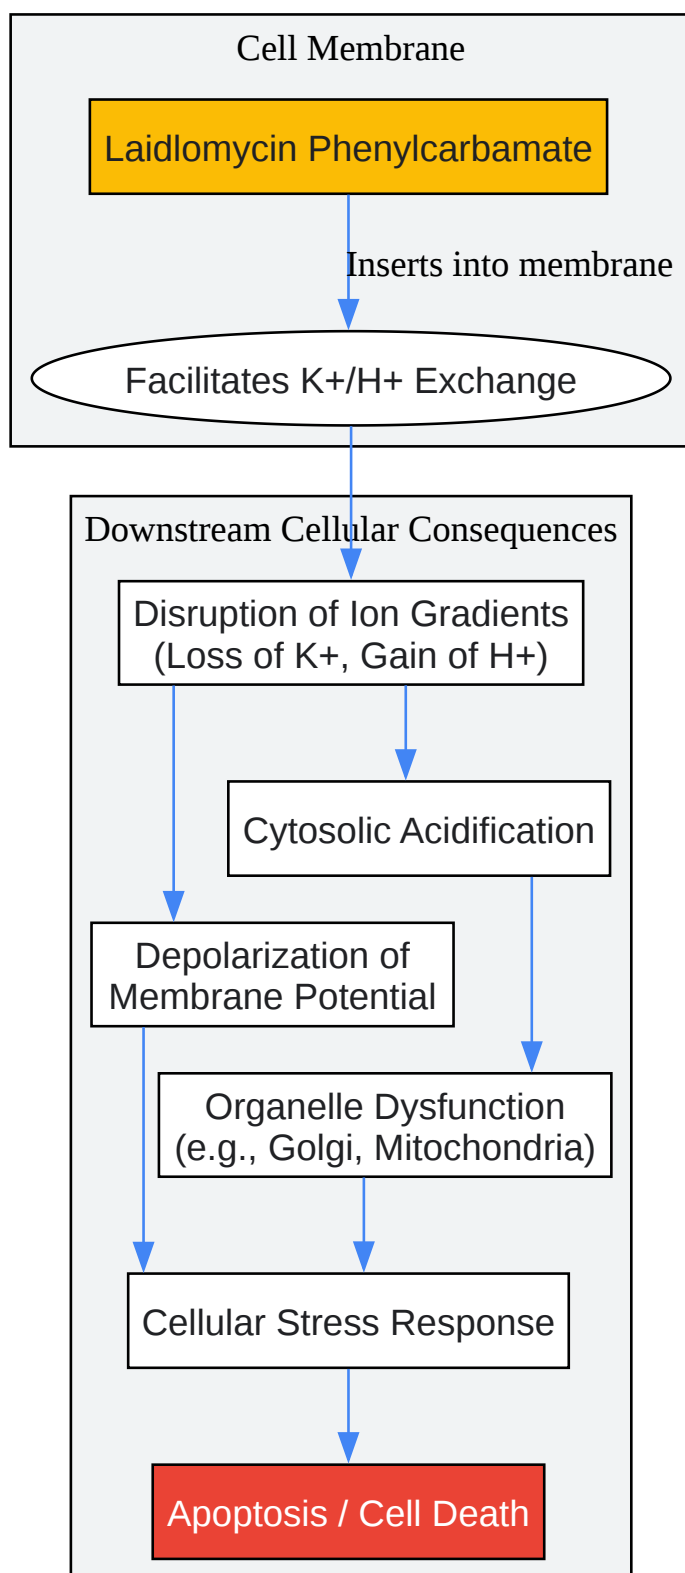 Cell Membrane
Laidlomycin Phenylcarbamate
Inserts into membrane
Facilitates K+/H+ Exchange
Downstream Cellular Consequences
Disruption of Ion Gradients
(Loss of K+, Gain of H+)
Cytosolic Acidification
Depolarization of
Membrane Potential
Organelle Dysfunction
(e.g., Golgi, Mitochondria)
Cellular Stress Response
Apoptosis / Cell Death